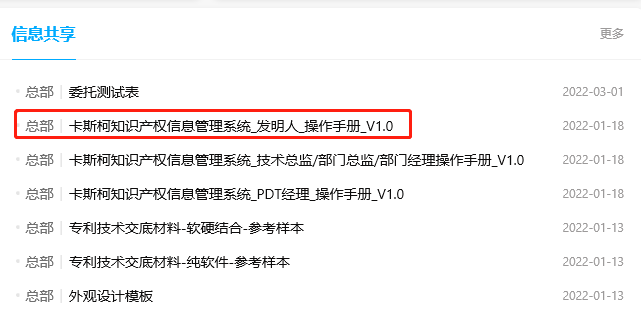 信息共享 更多
总部 | 委托测试表 2022-03-01
总部 | 卡斯柯知识产权信息管理系统_发明人_操作手册_V1.0 2022-01-18
总部 | 卡斯柯知识产权信息管理系统_技术总监/部门总监/部门经理操作手册_V1.0 2022-01-18
总部 | 卡斯柯知识产权信息管理系统_PDT经理_操作手册_V1.0 2022-01-18
总部 | 专利技术交底材料-软硬结合-参考样本 2022-01-13
总部 | 专利技术交底材料-纯软件-参考样本 2022-01-13
总部 | 外观设计模板 2022-01-13